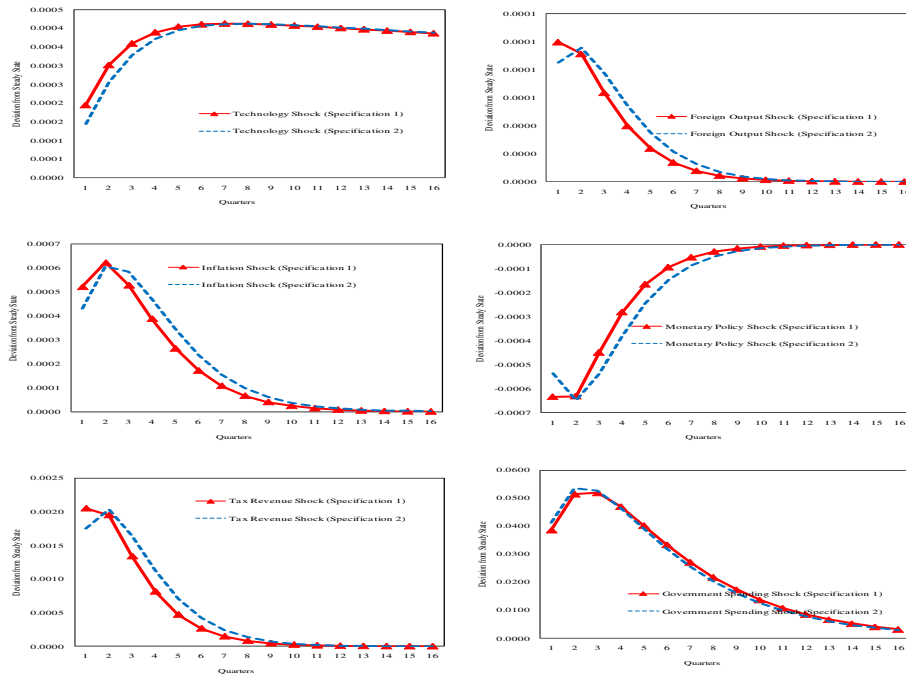 0.0005
0.0004
0.0004
0.0003
0.0003
0.0002
0.0002
0.0001
0.0001
0.0000
Deviation from Steady State
Technology Shock (Specification 1)
Technology Shock (Specification 2)
1 2 3 4 5 6 7 8 9 10 11 12 13 14 15 16
Quarters
0.0001
0.0001
0.0001
0.0001
0.0000
0.0000
0.0000
Deviation from Steady State
Foreign Output Shock (Specification 1)
Foreign Output Shock (Specification 2)
1 2 3 4 5 6 7 8 9 10 11 12 13 14 15 16
Quarters
0.0007
0.0006
0.0005
0.0004
0.0003
0.0002
0.0001
0.0000
Deviation from Steady State
Inflation Shock (Specification 1)
Inflation Shock (Specification 2)
1 2 3 4 5 6 7 8 9 10 11 12 13 14 15 16
Quarters
0.0000
-0.0001
-0.0002
-0.0003
-0.0004
-0.0005
-0.0006
-0.0007
Deviation from Steady State
Monetary Policy Shock (Specification 1)
Monetary Policy Shock (Specification 2)
1 2 3 4 5 6 7 8 9 10 11 12 13 14 15 16
Quarters
0.0025
0.0020
0.0015
0.0010
0.0005
0.0000
Deviation from Steady State
Tax Revenue Shock (Specification 1)
Tax Revenue Shock (Specification 2)
1 2 3 4 5 6 7 8 9 10 11 12 13 14 15 16
Quarters
0.0600
0.0500
0.0400
0.0300
0.0200
0.0100
0.0000
Deviation from Steady State
Government Spending Shock (Specification 1)
Government Spending Shock (Specification 2)
1 2 3 4 5 6 7 8 9 10 11 12 13 14 15 16
Quarters